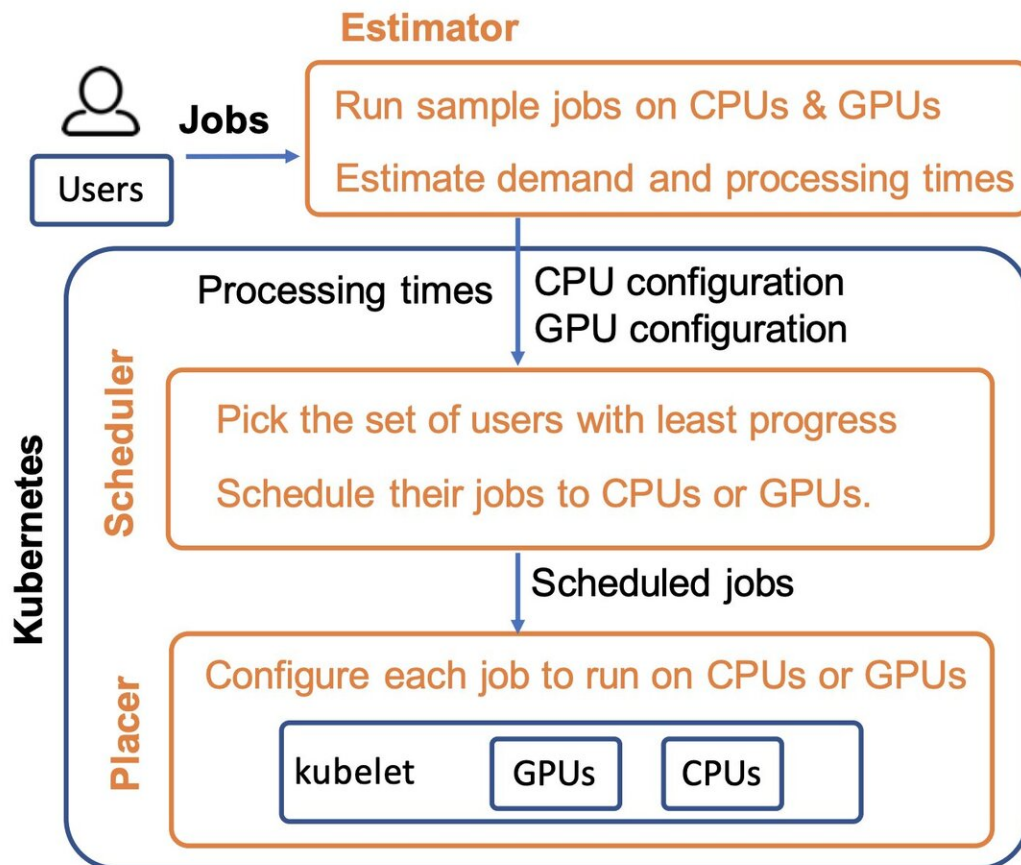 Estimator
Jobs
Users
Run sample jobs on CPUs & GPUs
Estimate demand and processing times
Processing times
CPU configuration
GPU configuration
Kubernetes
Scheduler
Pick the set of users with least progress
Schedule their jobs to CPUs or GPUs.
Scheduled jobs
Placer
Configure each job to run on CPUs or GPUs
kubelet
GPUs
CPUs